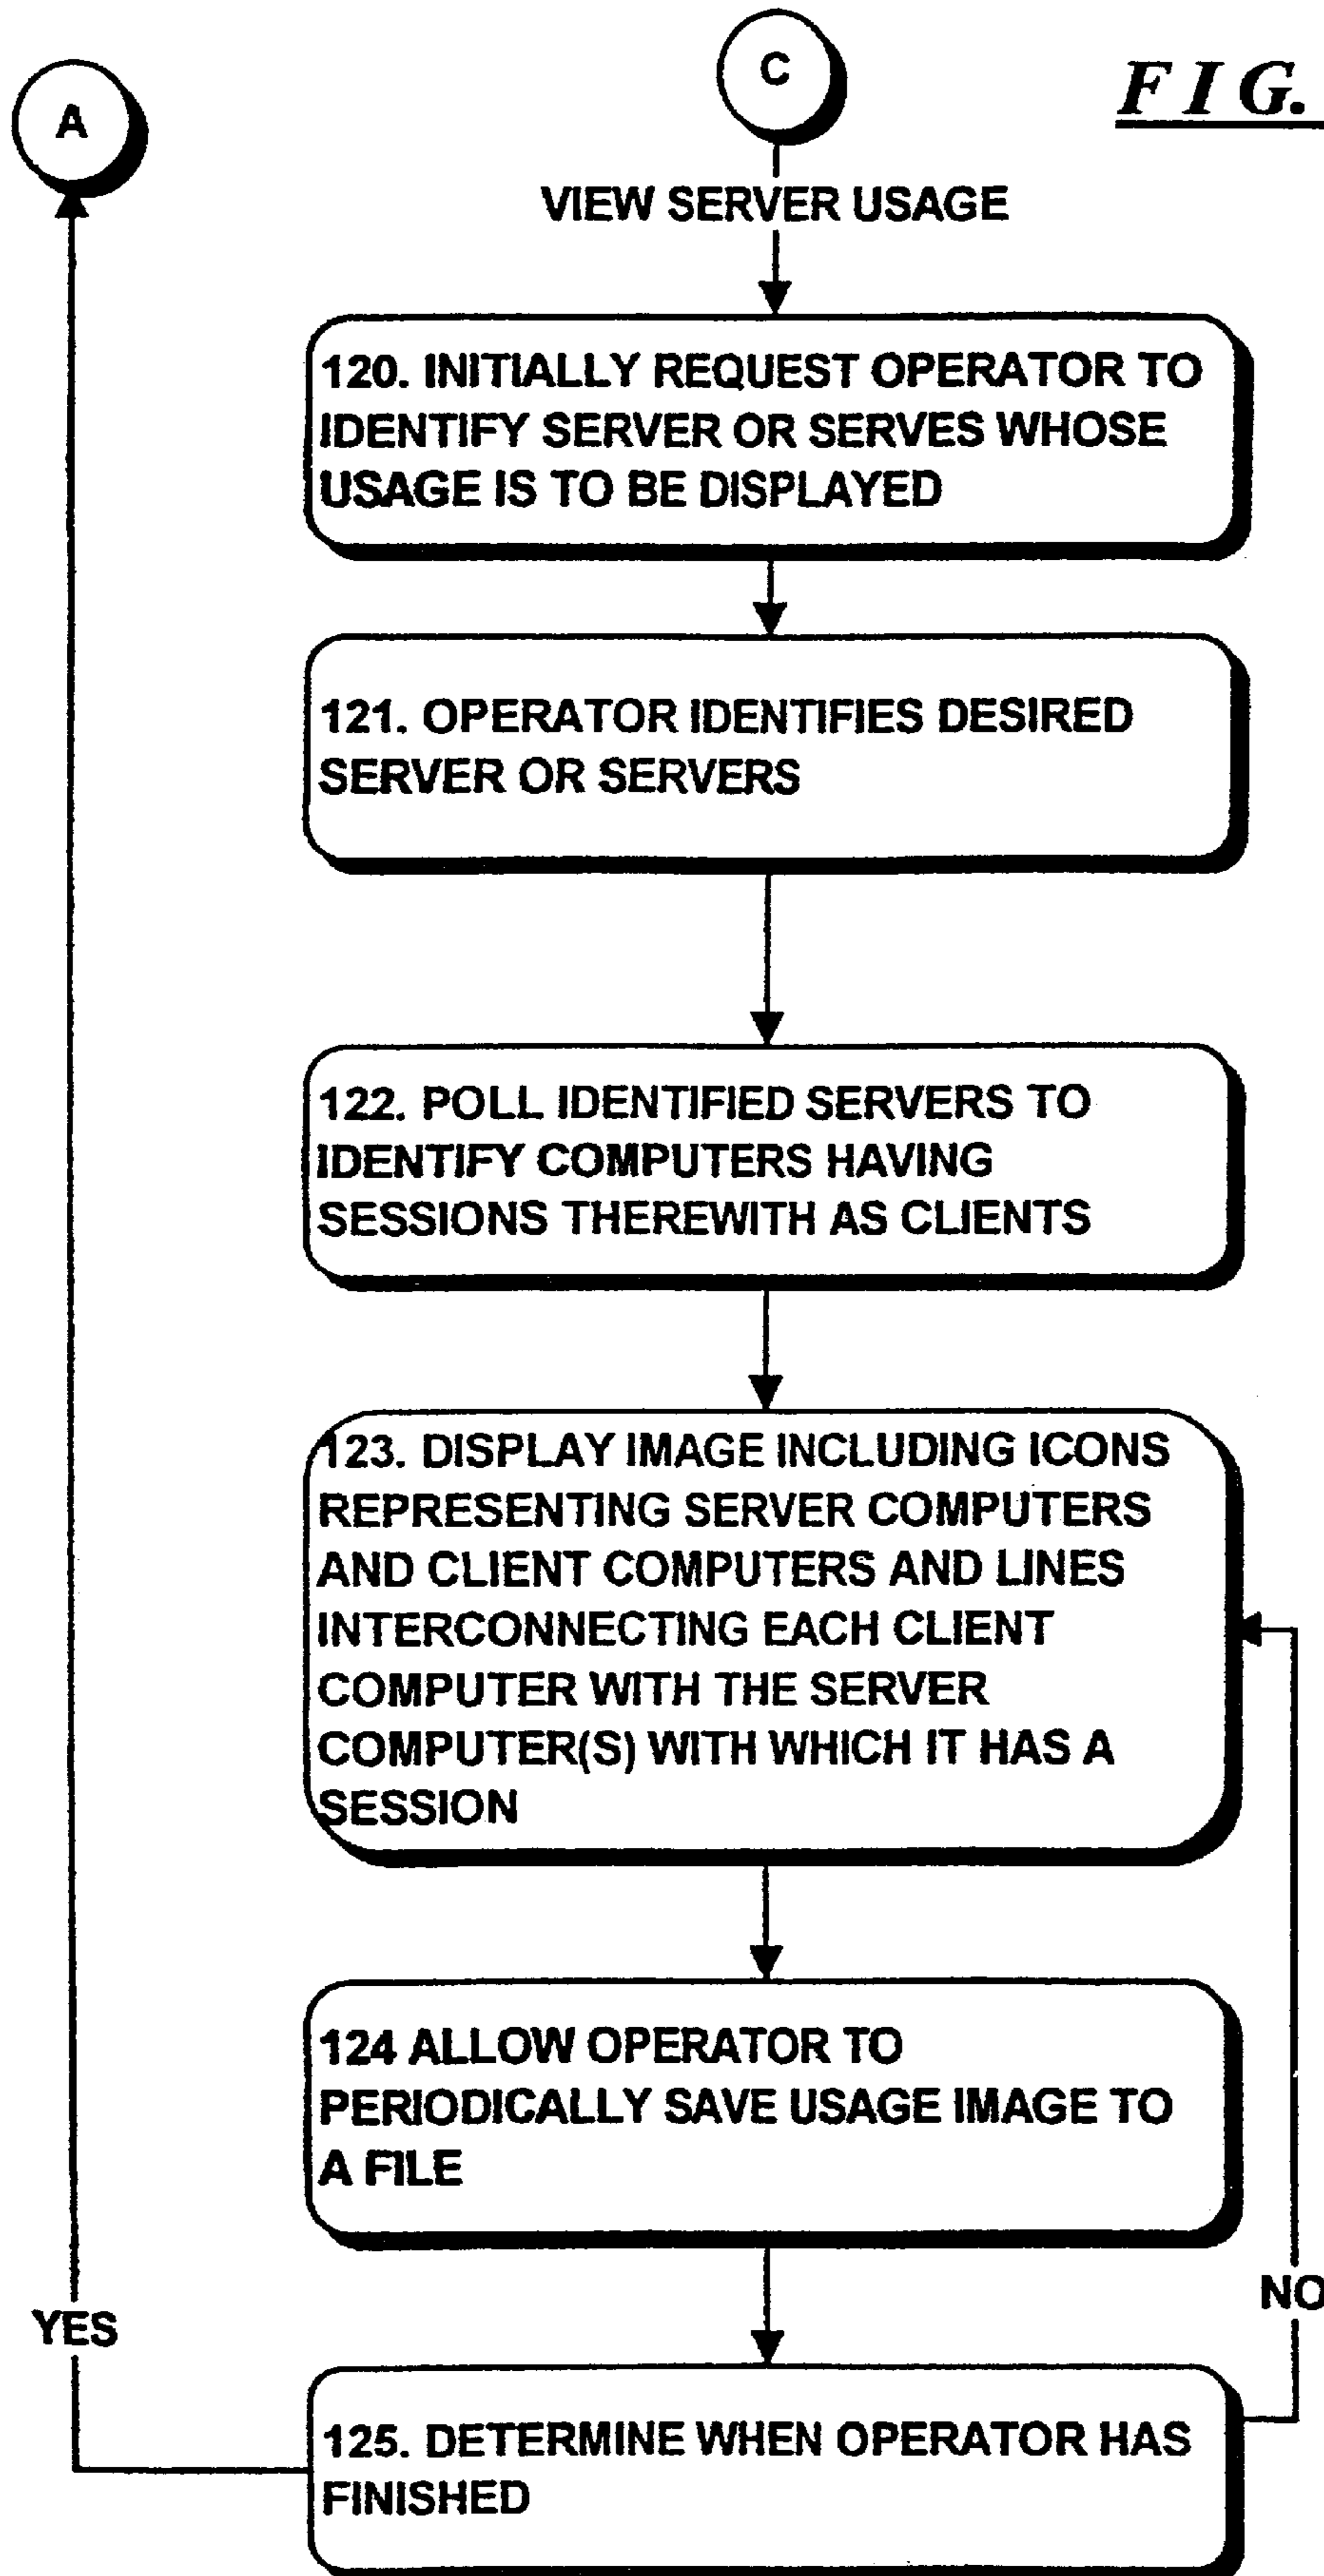 A
C
FIG.
VIEW SERVER USAGE
120. INITIALLY REQUEST OPERATOR TO
IDENTIFY SERVER OR SERVES WHOSE
USAGE IS TO BE DISPLAYED
121. OPERATOR IDENTIFIES DESIRED
SERVER OR SERVERS
122. POLL IDENTIFIED SERVERS TO
IDENTIFY COMPUTERS HAVING
SESSIONS THEREWITH AS CLIENTS
123. DISPLAY IMAGE INCLUDING ICONS
REPRESENTING SERVER COMPUTERS
AND CLIENT COMPUTERS AND LINES
INTERCONNECTING EACH CLIENT
COMPUTER WITH THE SERVER
COMPUTER(S) WITH WHICH IT HAS A
SESSION
124 ALLOW OPERATOR TO
PERIODICALLY SAVE USAGE IMAGE TO
A FILE
NO
YES
125. DETERMINE WHEN OPERATOR HAS
FINISHED